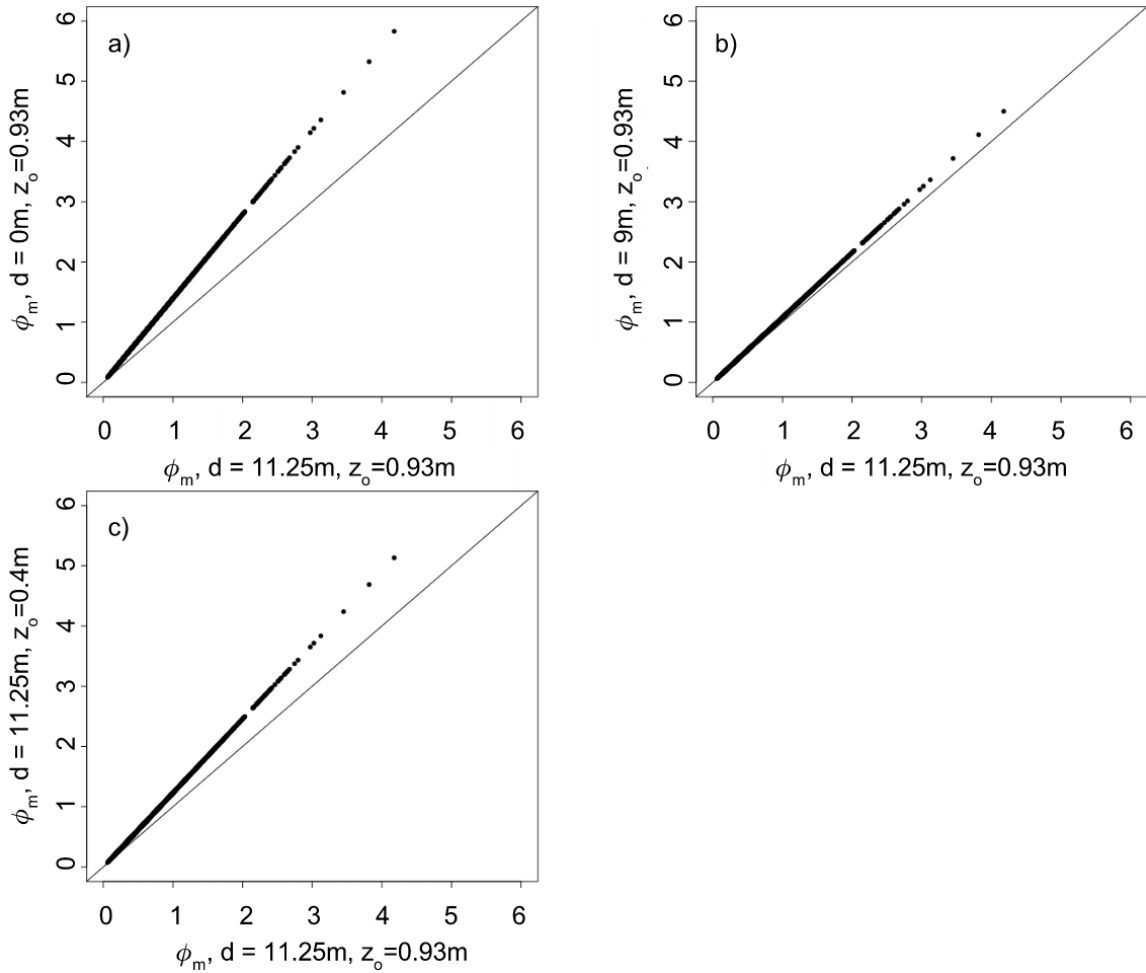 a)
6
5
4
3
2
1
0
ϕm, d = 0m, zo=0.93m
0 1 2 3 4 5 6
ϕm, d = 11.25m, zo=0.93m
b)
6
5
4
3
2
1
0
ϕm, d = 9m, zo=0.93m
0 1 2 3 4 5 6
ϕm, d = 11.25m, zo=0.93m
c)
6
5
4
3
2
1
0
ϕm, d = 11.25m, zo=0.4m
0 1 2 3 4 5 6
ϕm, d = 11.25m, zo=0.93m